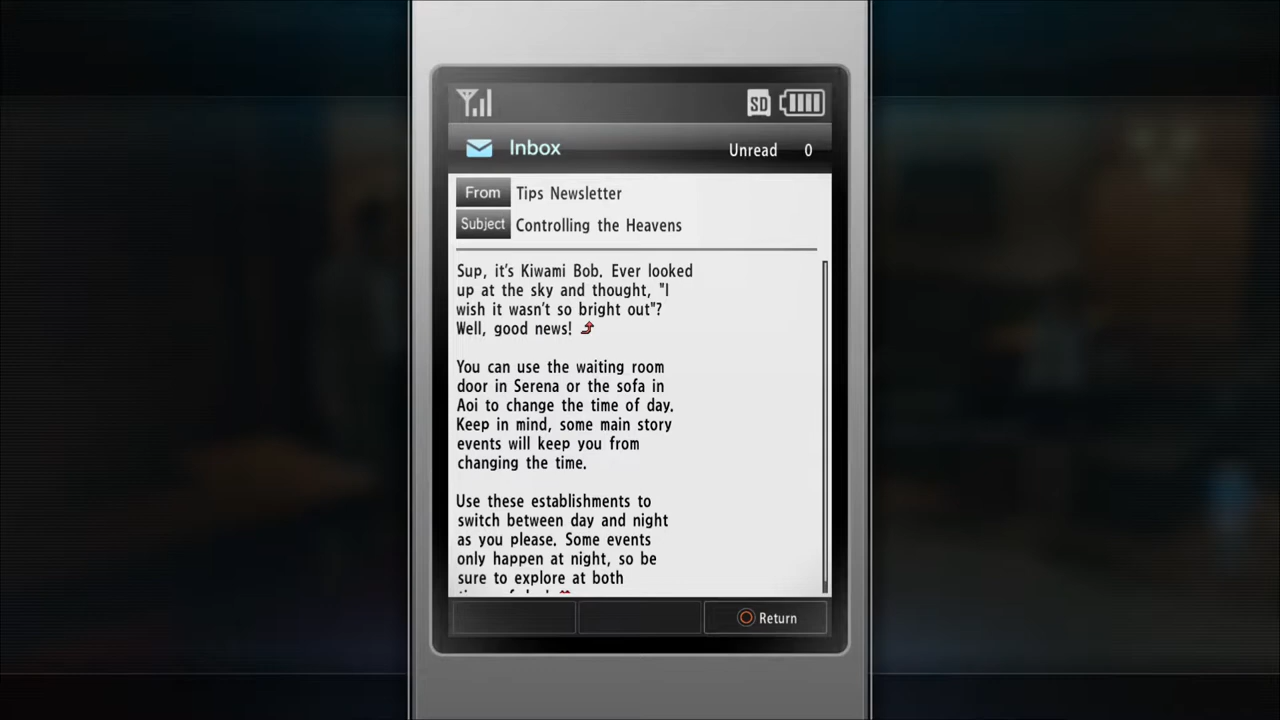 SD
Inbox
Unread 0
From Tips Newsletter
Subject Controlling the Heavens
Sup, it's Kiwami Bob. Ever looked
up at the sky and thought, "I
wish it wasn't so bright out"?
Well, good news!
You can use the waiting room
door in Serena or the sofa in
Aoi to change the time of day.
Keep in mind, some main story
events will keep you from
changing the time.
Use these establishments to
switch between day and night
as you please. Some events
only happen at night, so be
sure to explore at both
Return